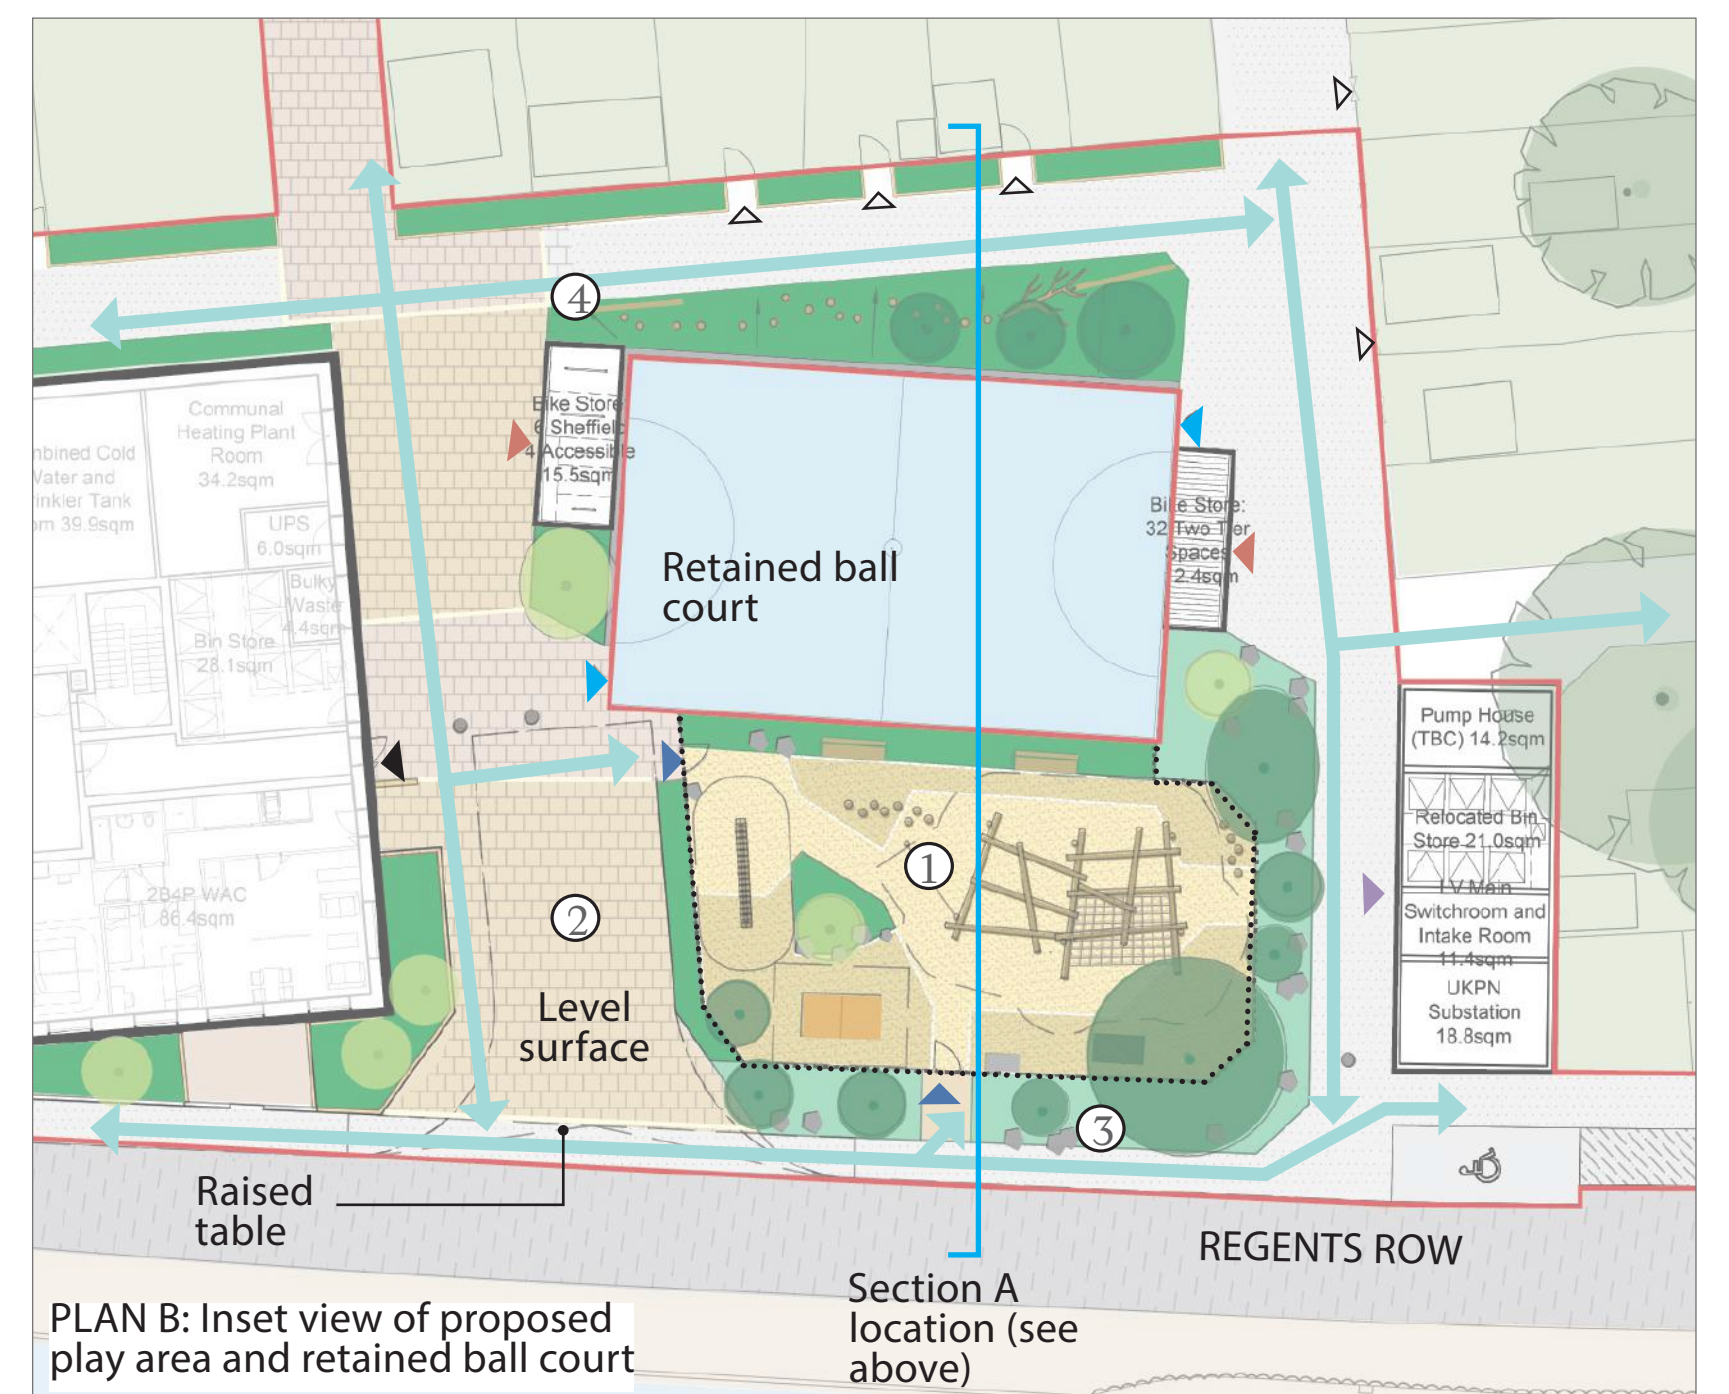 4
Communal
Heating Plant
Room
34.2sqm
UPS
6.0sqm
Bulky
Waste
4.4sqm
Bin Store
28.1sqm
2B4P WAC
86.4sqm
Bike Store
6 Sheffield
4 Accessible
15.5sqm
Retained ball
court
Bike Store:
32 Two Tier
Spaces
2.4sqm
Pump House
(TBC) 14.2sqm
Relocated Bin
Store 21.0sqm
LV Main
Switchroom and
Intake Room
11.4sqm
UKPN
Substation
18.8sqm
1
2
Level
surface
3
Raised
table
REGENTS ROW
Section A
location (see
above)
PLAN B: Inset view of proposed
play area and retained ball court